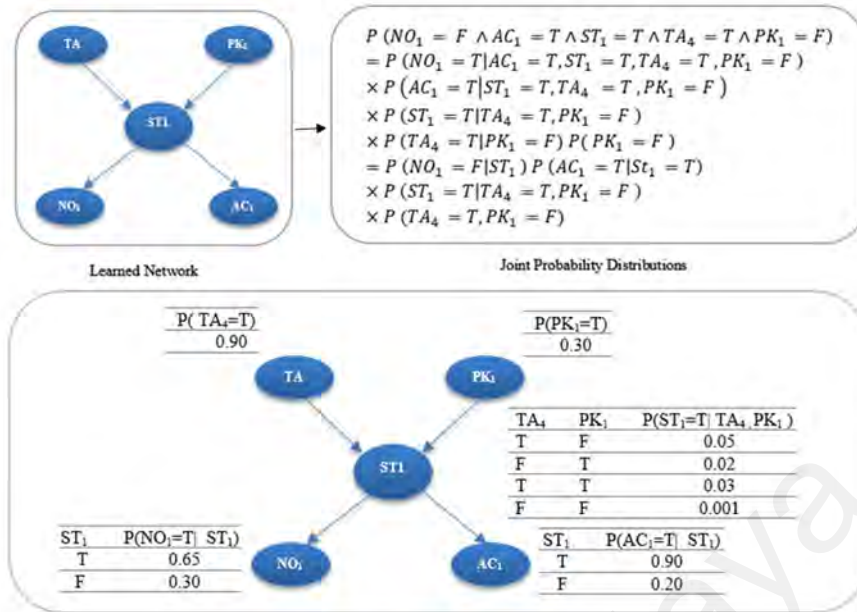 TA
PK₁
ST1
NO₁
AC₁
P (NO₁ = F ∧ AC₁ = T ∧ ST₁ = T ∧ TA₄ = T ∧ PK₁ = F)
= P (NO₁ = T|AC₁ = T, ST₁ = T, TA₄ = T , PK₁ = F )
× P (AC₁ = T|ST₁ = T, TA₄ = T , PK₁ = F)
× P (ST₁ = T|TA₄ = T, PK₁ = F )
× P (TA₄ = T|PK₁ = F) P( PK₁ = F)
= P (NO₁ = F|ST₁) P (AC₁ = T|St₁ = T)
× P (ST₁ = T|TA₄ = T, PK₁ = F )
× P (TA₄ = T, PK₁ = F)
Learned Network
Joint Probability Distributions
P( TA₄=T)
0.90
P(PK₁=T)
0.30
TA
PK₁
ST1
NO₁
AC₁
TA₄ PK₁ P(ST₁=T| TA₄ ,PK₁ )
T F 0.05
F T 0.02
T T 0.03
F F 0.001
ST₁ P(NO₁=T| ST₁)
T 0.65
F 0.30
ST₁ P(AC₁=T| ST₁)
T 0.90
F 0.20